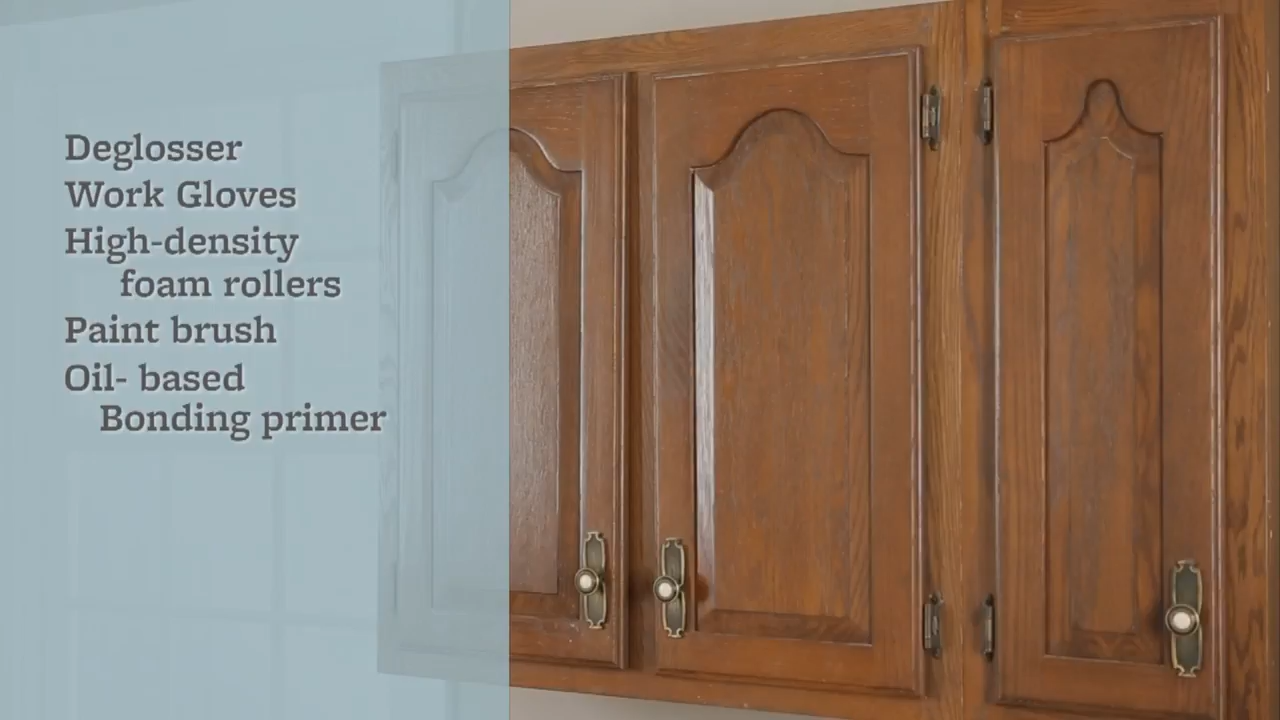 Deglosser
Work Gloves
High-density
foam rollers
Paint brush
Oil- based
Bonding primer